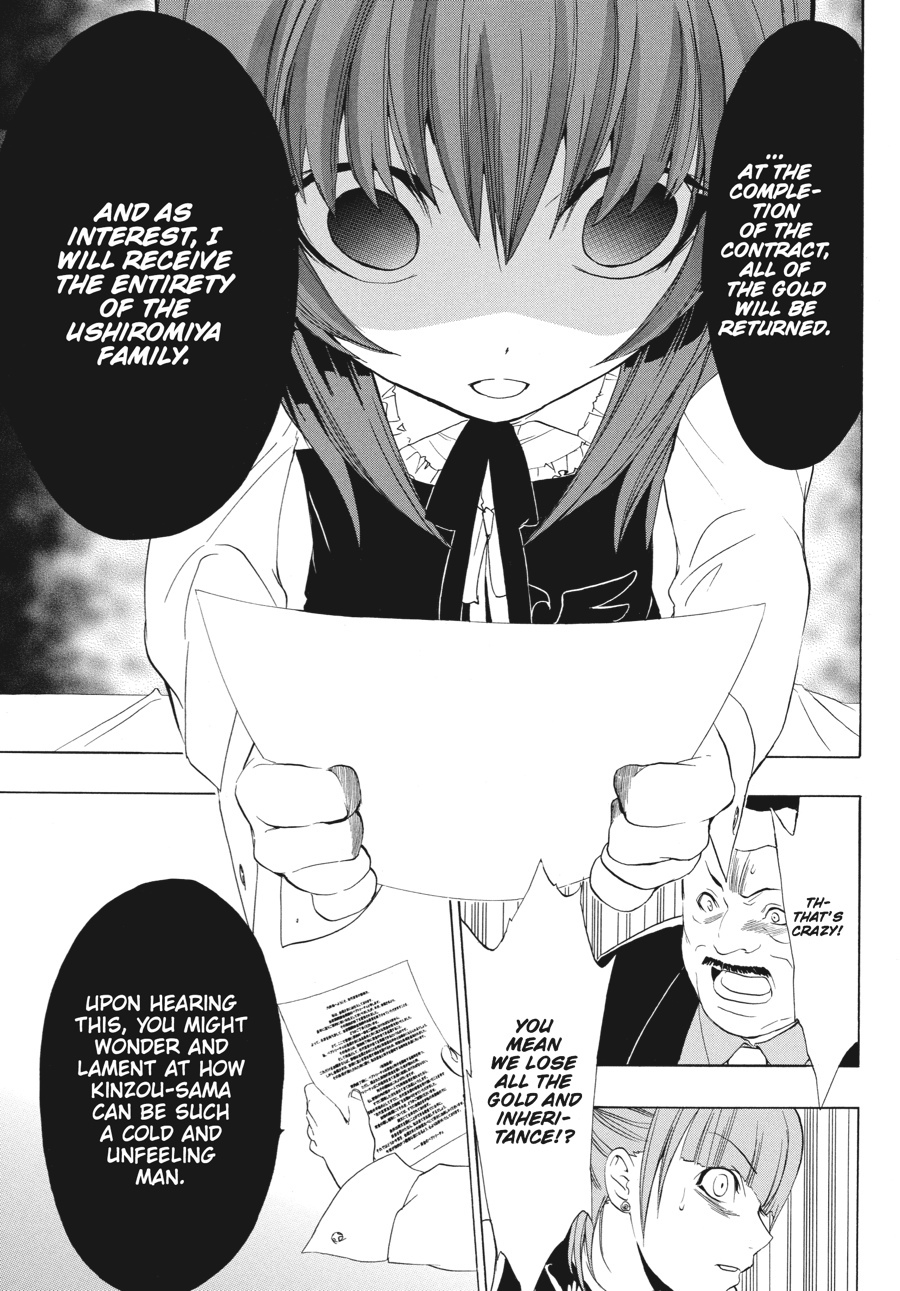 ...
AT THE
COMPLE-
TION
OF THE
CONTRACT,
ALL OF
THE GOLD
WILL BE
RETURNED.
AND AS
INTEREST, I
WILL RECEIVE
THE ENTIRETY
OF THE
USHIROMIYA
FAMILY.
TH-
THAT'S
CRAZY!
YOU
MEAN
WE LOSE
ALL THE
GOLD AND
INHERI-
TANCE!?
UPON HEARING
THIS, YOU MIGHT
WONDER AND
LAMENT AT HOW
KINZOU-SAMA
CAN BE SUCH
A COLD AND
UNFEELING
MAN.